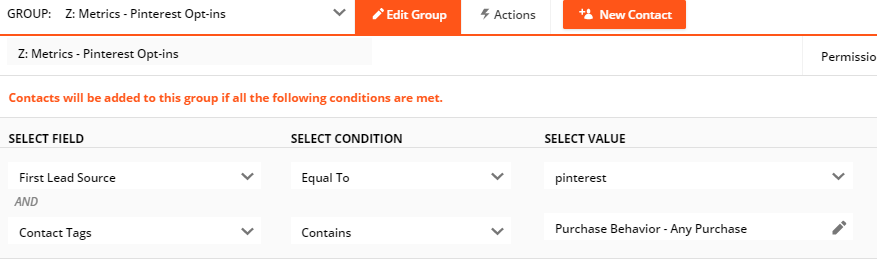 GROUP: Z: Metrics - Pinterest Opt-ins Edit Group Actions New Contact
Z: Metrics - Pinterest Opt-ins Permissio
Contacts will be added to this group if all the following conditions are met.
SELECT FIELD SELECT CONDITION SELECT VALUE
First Lead Source Equal To pinterest
AND
Contact Tags Contains Purchase Behavior - Any Purchase